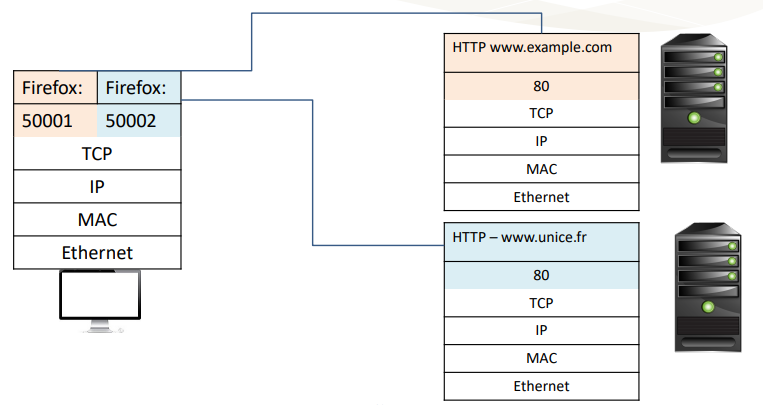 Firefox: Firefox:
50001 50002
TCP
IP
MAC
Ethernet
HTTP www.example.com
80
TCP
IP
MAC
Ethernet
HTTP – www.unice.fr
80
TCP
IP
MAC
Ethernet